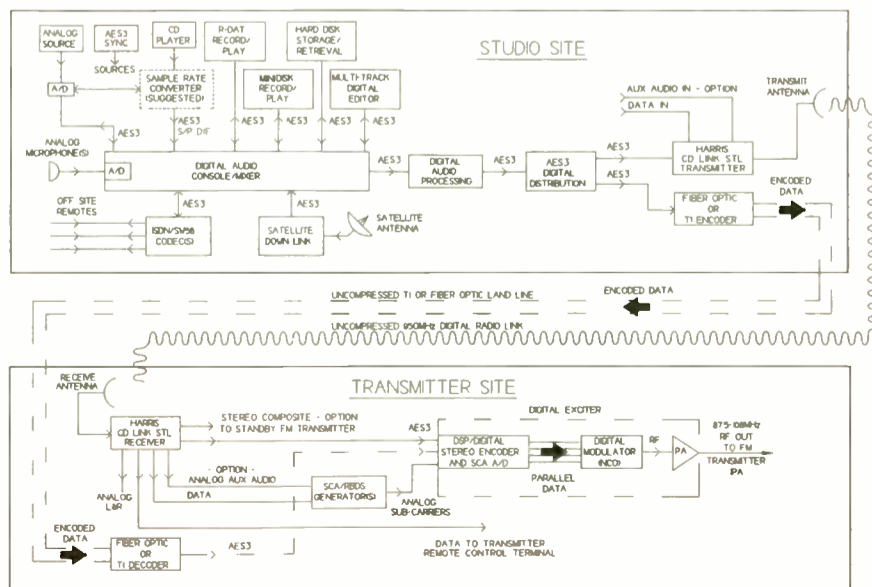 STUDIO SITE
ANALOG
SOURCE
AES3
SYNC
CD
PLAYER
R-DAT
RECORD/
PLAY
HARD DISK
STORAGE/
RETRIEVAL
SOURCES
A/D
SAMPLE RATE
CONVERTER
(SUGGESTED)
MINIDISK
RECORD/
PLAY
MULTI-TRACK
DIGITAL
EDITOR
AES3
AES3
S/P DIF
AES3
AES3
AES3
AES3
ANALOG
MICROPHONE(S)
A/D
DIGITAL AUDIO
CONSOLE/MIXER
AES3
DIGITAL
AUDIO
PROCESSING
AES3
AES3
DIGITAL
DISTRIBUTION
AES3
AES3
AUX AUDIO IN - OPTION
DATA IN
TRANSMIT
ANTENNA
HARRIS
CD LINK STL
TRANSMITTER
FIBER OPTIC
OR
T1 ENCODER
ENCODED
DATA
OFF SITE
REMOTES
AES3
AES3
ISDN/SW56
CODEC(S)
SATELLITE
DOWN LINK
SATELLITE
ANTENNA
UNCOMPRESSED T1 OR FIBER OPTIC LAND LINE
ENCODED DATA
UNCOMPRESSED 950MHz DIGITAL RADIO LINK
TRANSMITTER SITE
RECEIVE
ANTENNA
HARRIS
CD LINK STL
RECEIVER
STEREO COMPOSITE - OPTION
TO STANDBY FM TRANSMITTER
AES3
DIGITAL EXCITER
DSP/DIGITAL
STEREO ENCODER
AND SCA A/D
PARALLEL
DATA
DIGITAL
MODULATOR
(NCO)
RF
PA
87.5-108MHz
RF OUT
TO FM
TRANSMITTER
IPA
- OPTION -
ANALOG AUX AUDIO
DATA
SCA/RBDS
GENERATOR(S)
ANALOG
SUB-CARRIERS
ANALOG
L&R
DATA TO TRANSMITTER
REMOTE CONTROL TERMINAL
ENCODED
DATA
FIBER OPTIC
OR
T1 DECODER
AES3